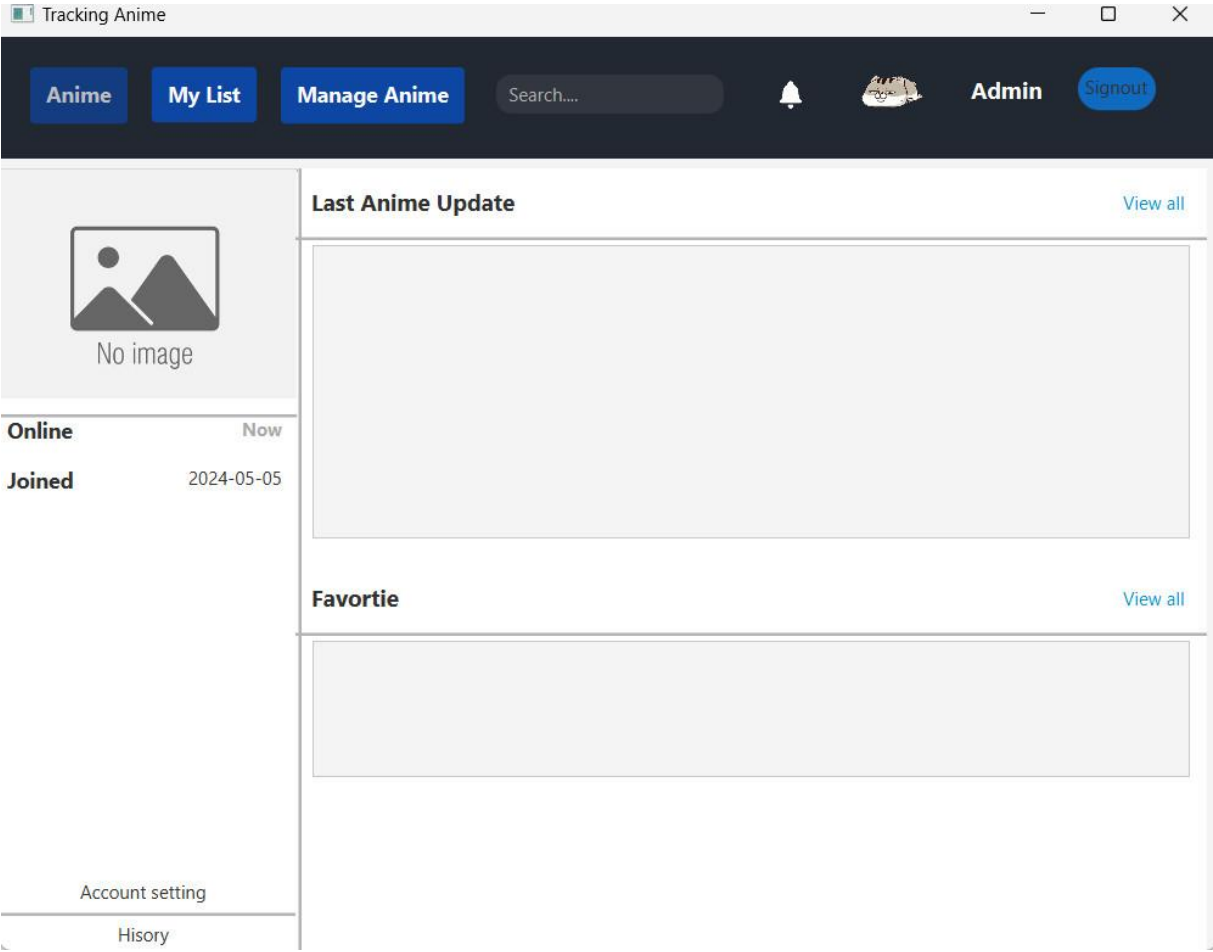 Tracking Anime
Anime My List Manage Anime Search.... Admin Signout
No image
Online Now
Joined 2024-05-05
Account setting
Hisory
Last Anime Update View all
Favortie View all